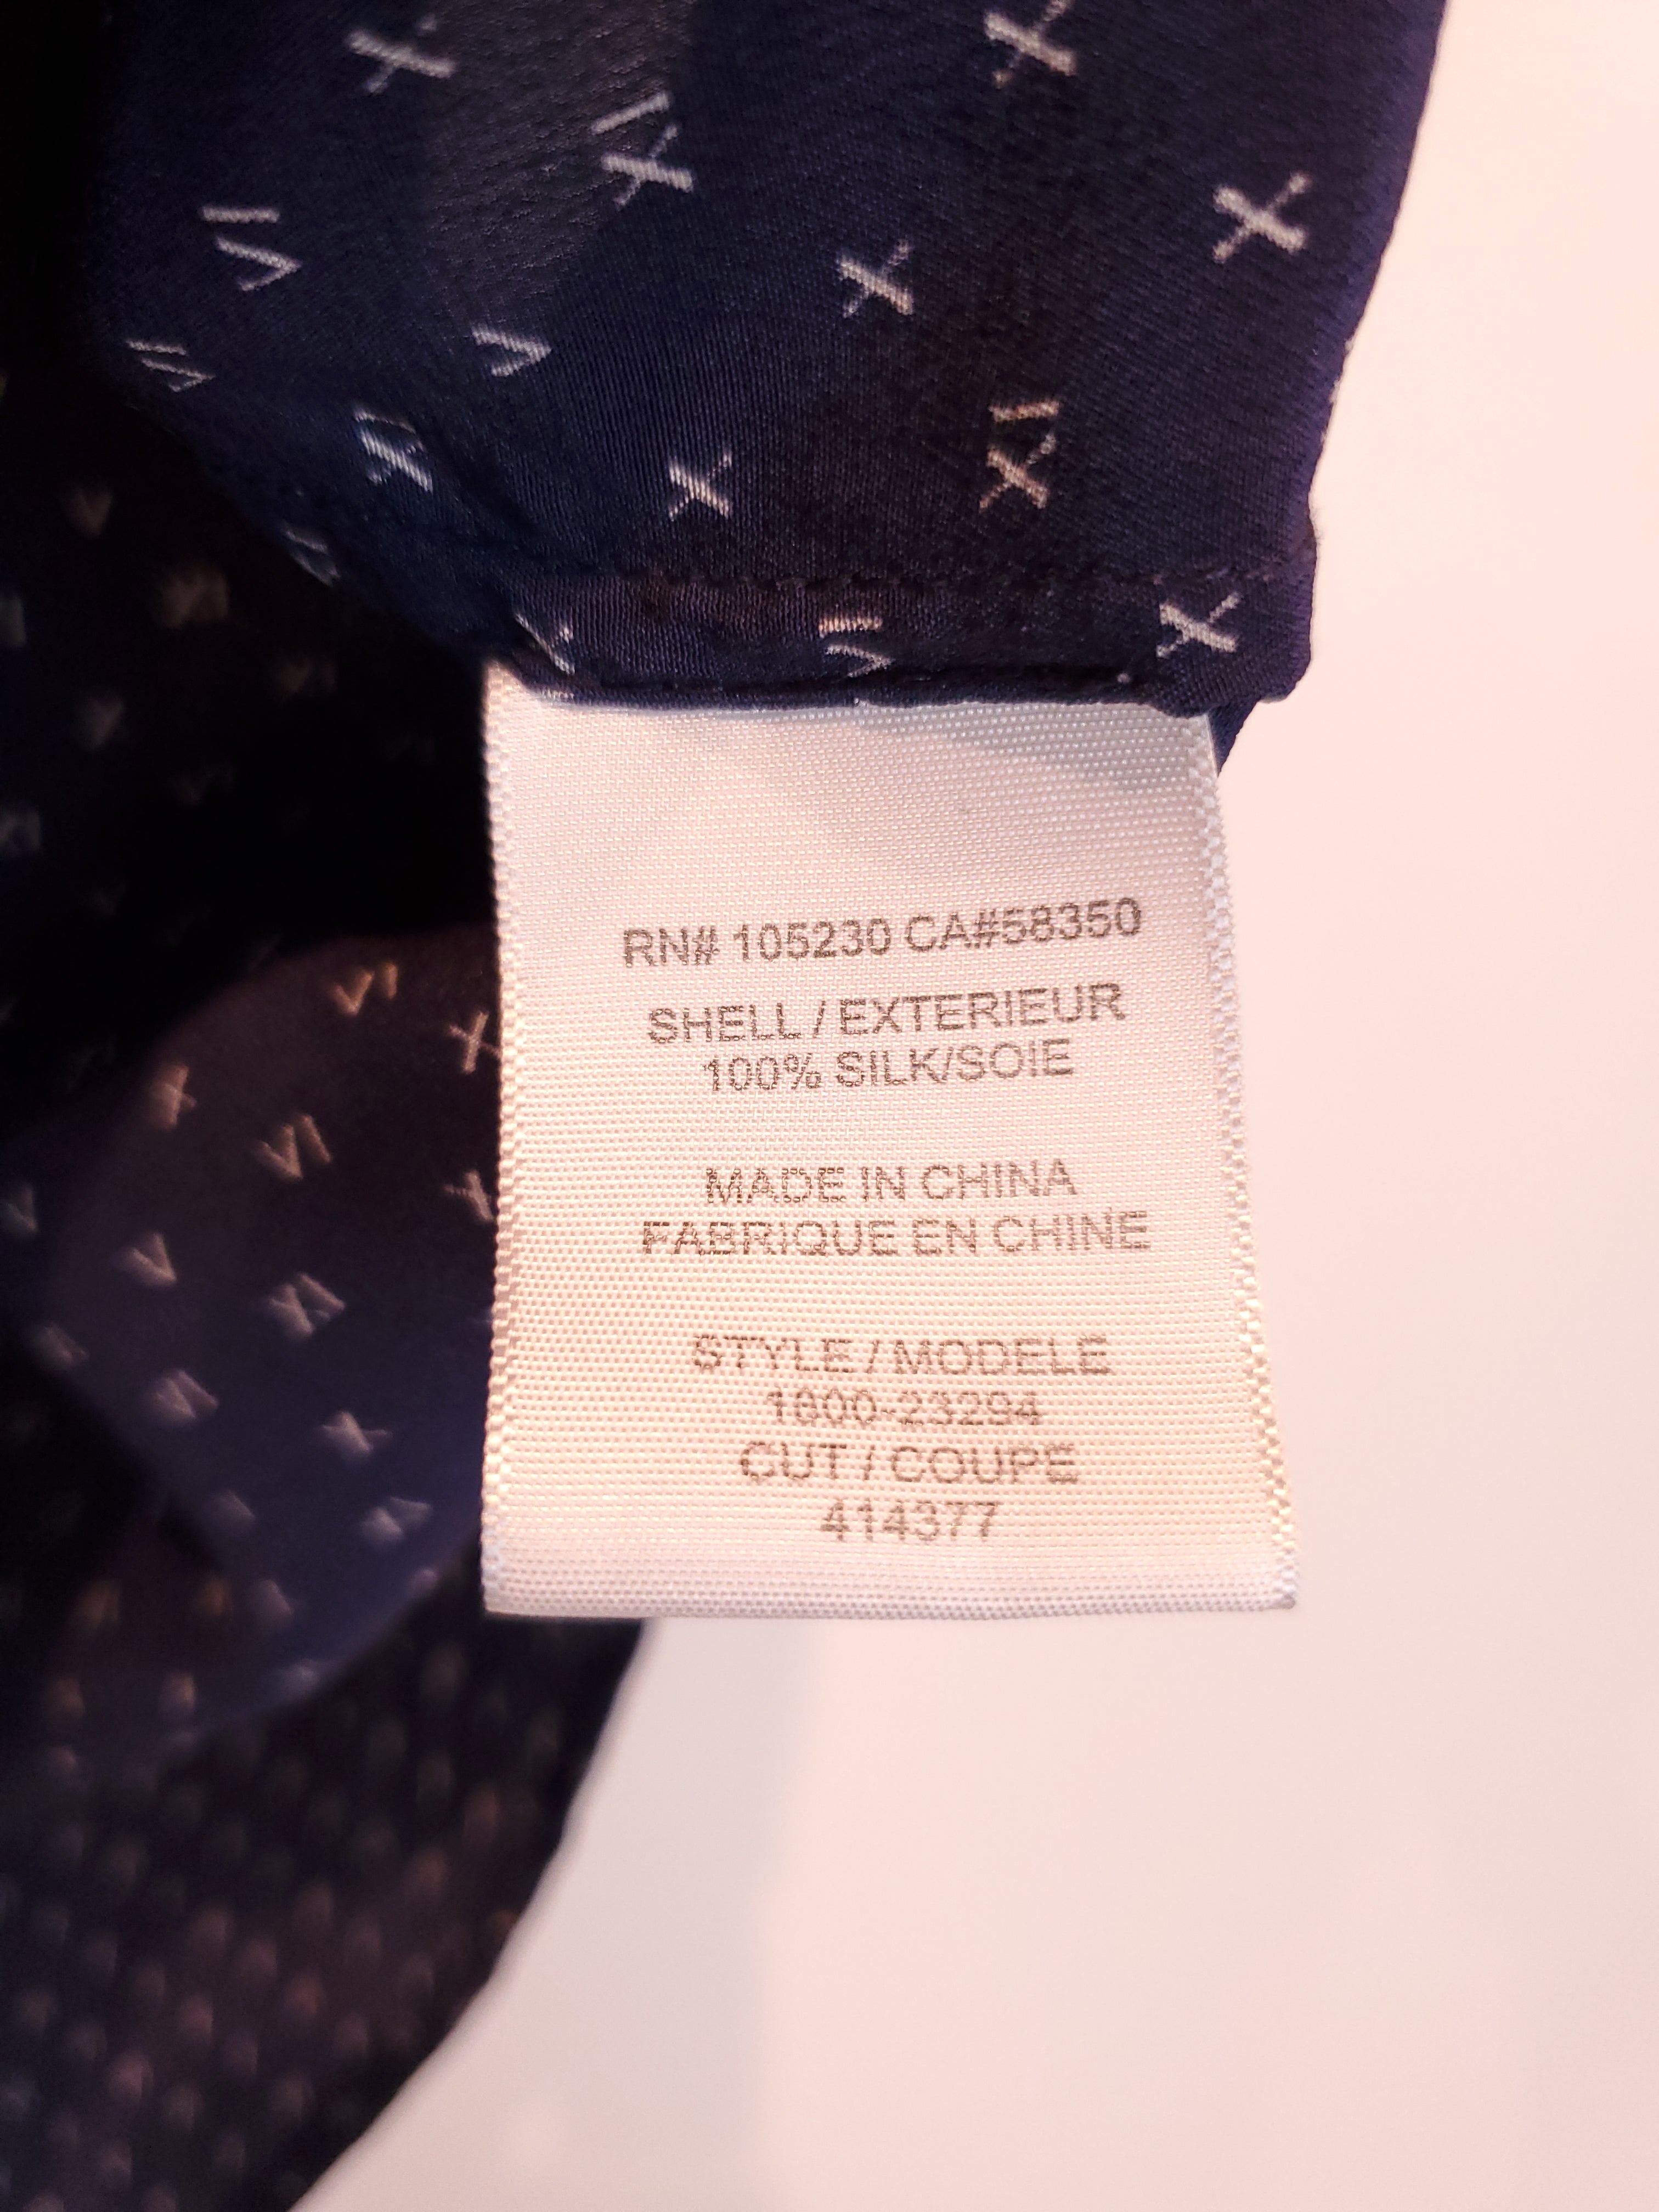 RN# 105230 CA#58350
SHELL / EXTERIEUR
100% SILK/SOIE
MADE IN CHINA
FABRIQUE EN CHINE
STYLE / MODELE
1800-23294
CUT / COUPE
414377